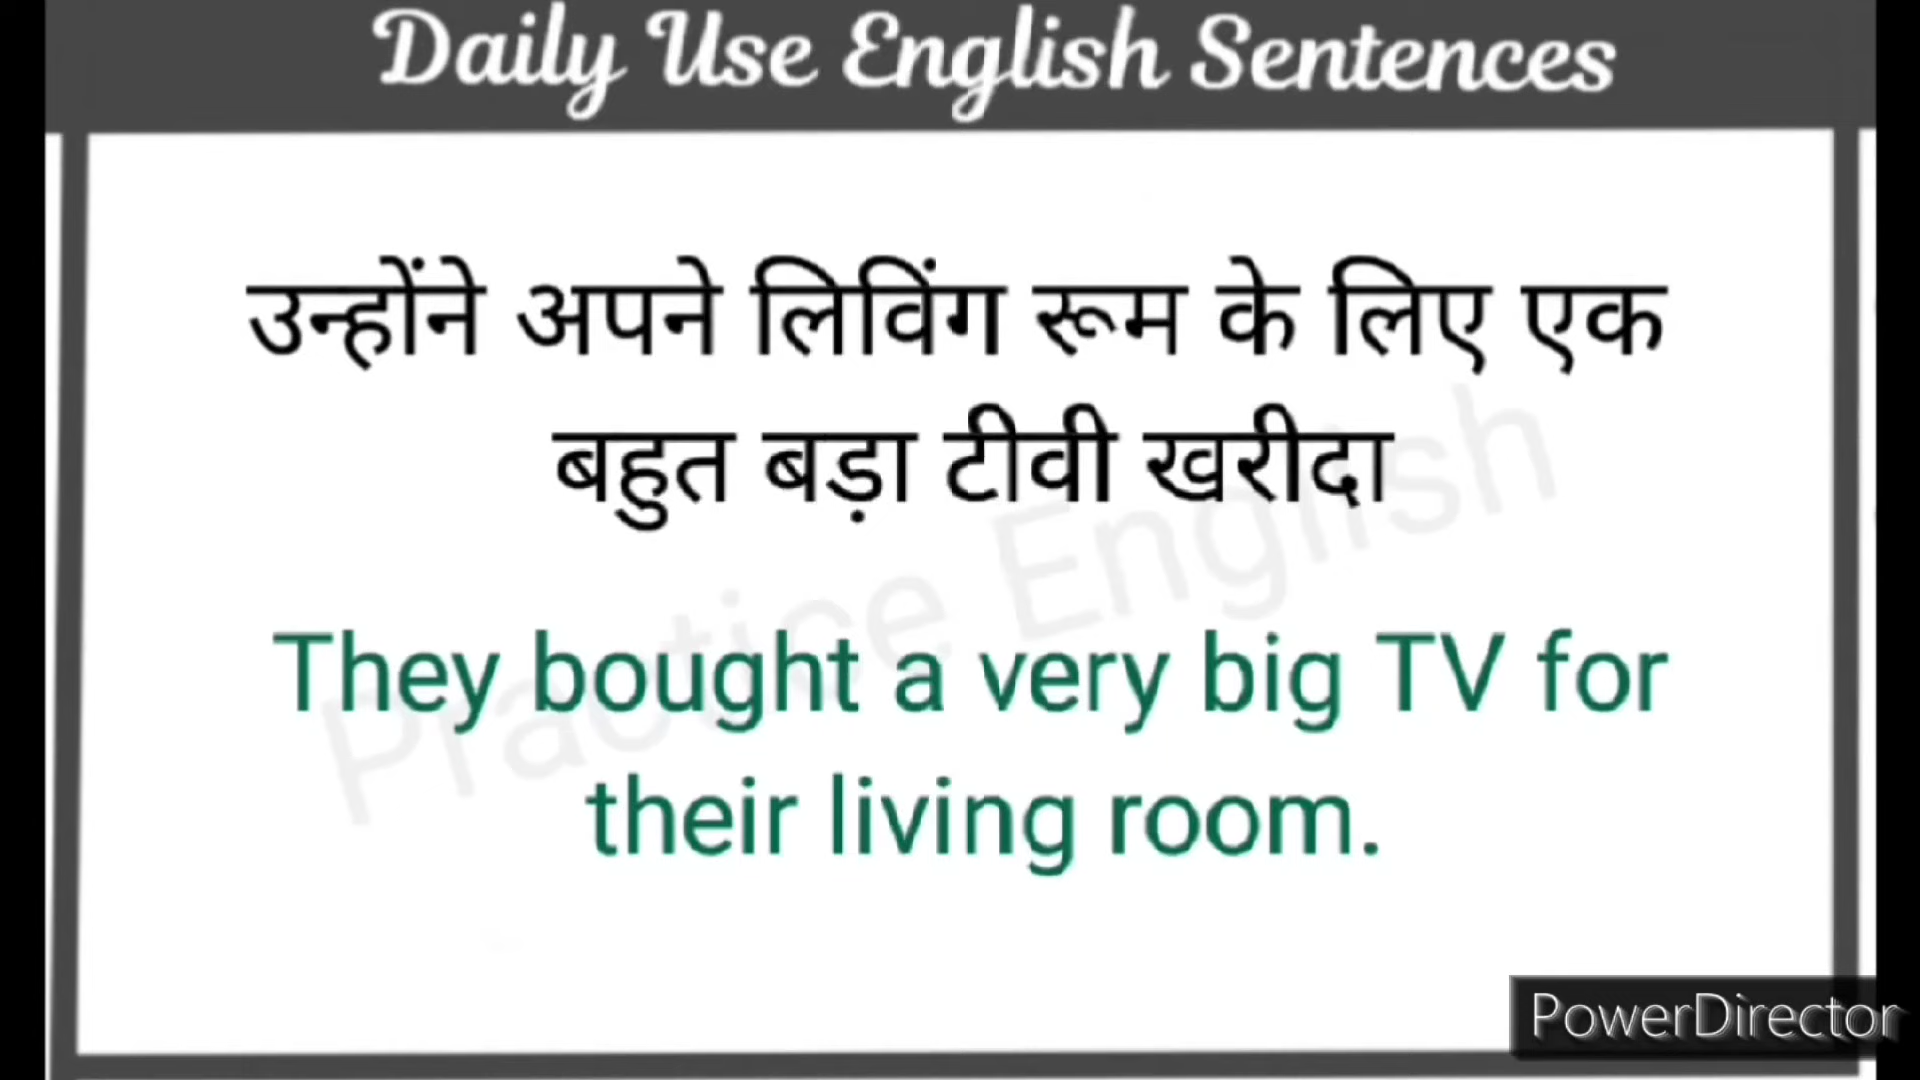 Daily Use English Sentences
उन्होंने अपने लिविंग रूम के लिए एक
बहुत बड़ा टीवी खरीदा
Practice English
They bought a very big TV for
their living room.
PowerDirector